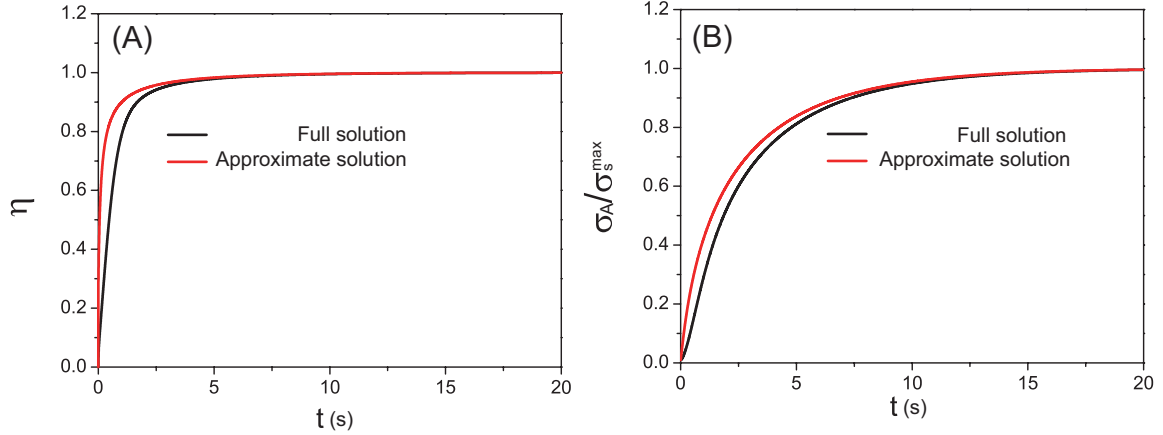 (A)
1.2
1.0
0.8
0.6
0.4
0.2
0.0
η
Full solution
Approximate solution
0 5 10 15 20
t (s)
(B)
1.2
1.0
0.8
0.6
0.4
0.2
0.0
σA/σs^max
Full solution
Approximate solution
0 5 10 15 20
t (s)